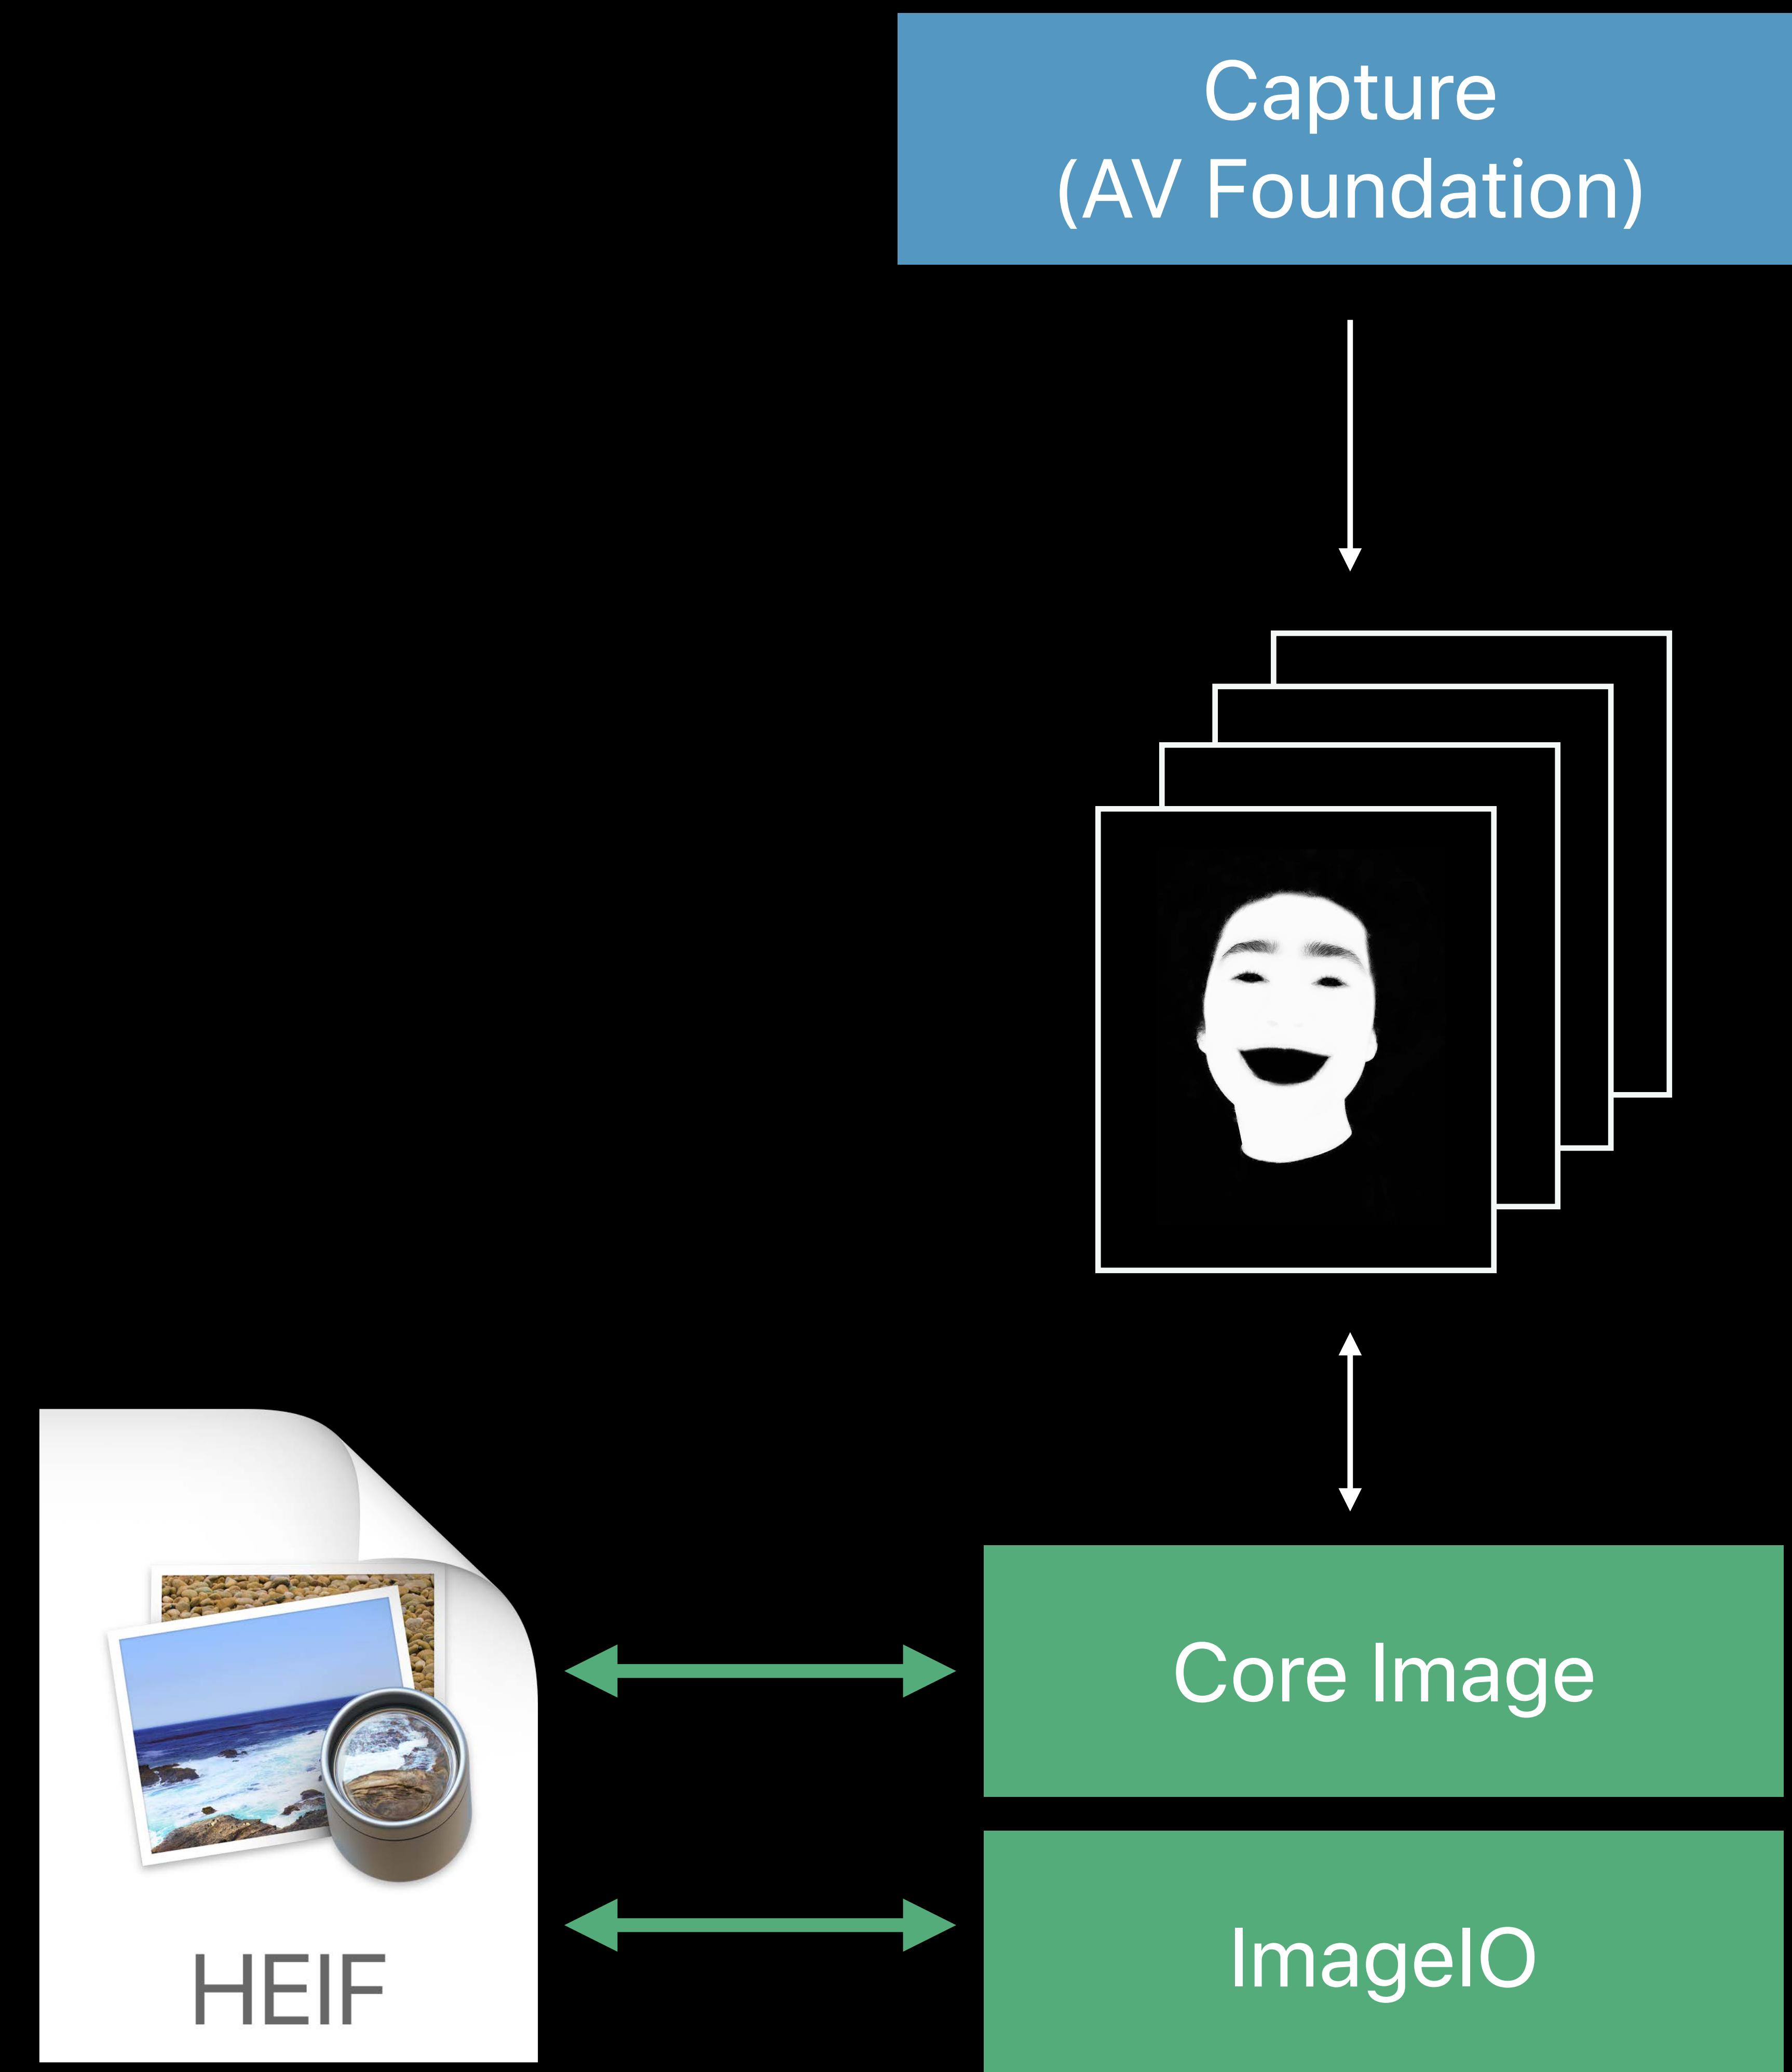 Capture
(AV Foundation)
Core Image
ImageIO
HEIF